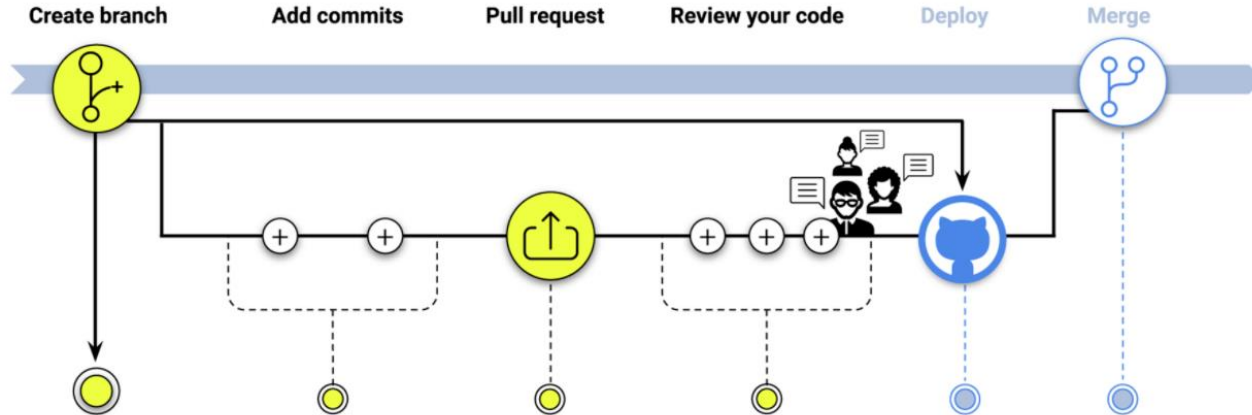 Create branch
Add commits
Pull request
Review your code
Deploy
Merge